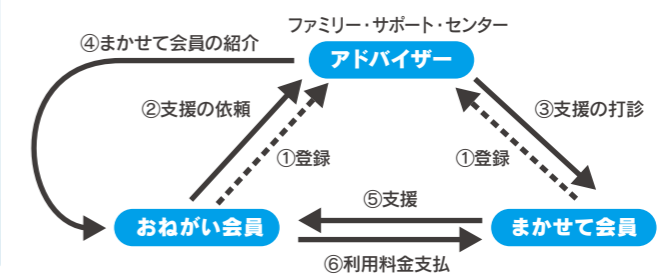 ファミリー・サポート・センター
④まかせて会員の紹介
アドバイザー
②支援の依頼
③支援の打診
①登録
①登録
⑤支援
おねがい会員
まかせて会員
⑥利用料金支払